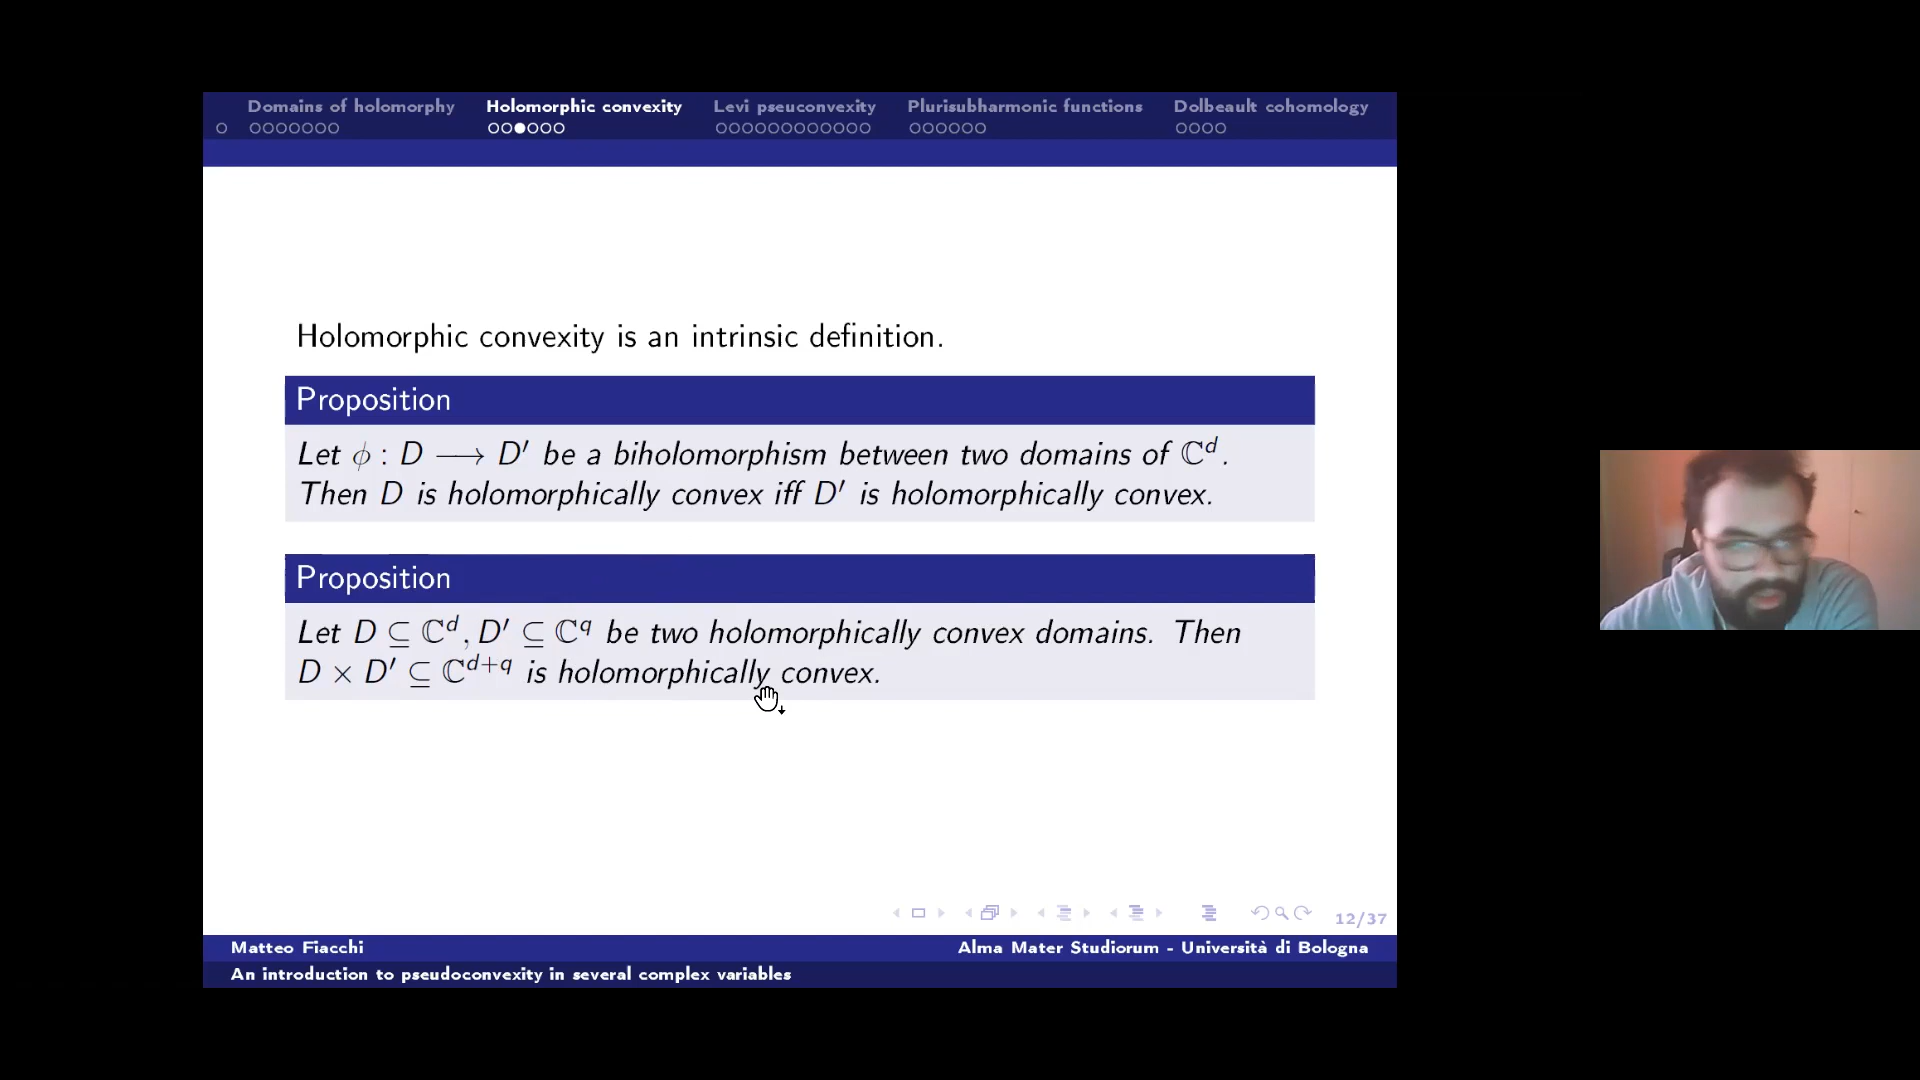 Domains of holomorphy Holomorphic convexity Levi pseuconvexity Plurisubharmonic functions Dolbeault cohomology
Holomorphic convexity is an intrinsic definition.
Proposition
Let ϕ : D ⟶ D′ be a biholomorphism between two domains of ℂᵈ.
Then D is holomorphically convex iff D′ is holomorphically convex.
Proposition
Let D ⊆ ℂᵈ, D′ ⊆ ℂ^q be two holomorphically convex domains. Then
D × D′ ⊆ ℂ^{d+q} is holomorphically convex.
12/37
Matteo Fiacchi Alma Mater Studiorum - Università di Bologna
An introduction to pseudoconvexity in several complex variables